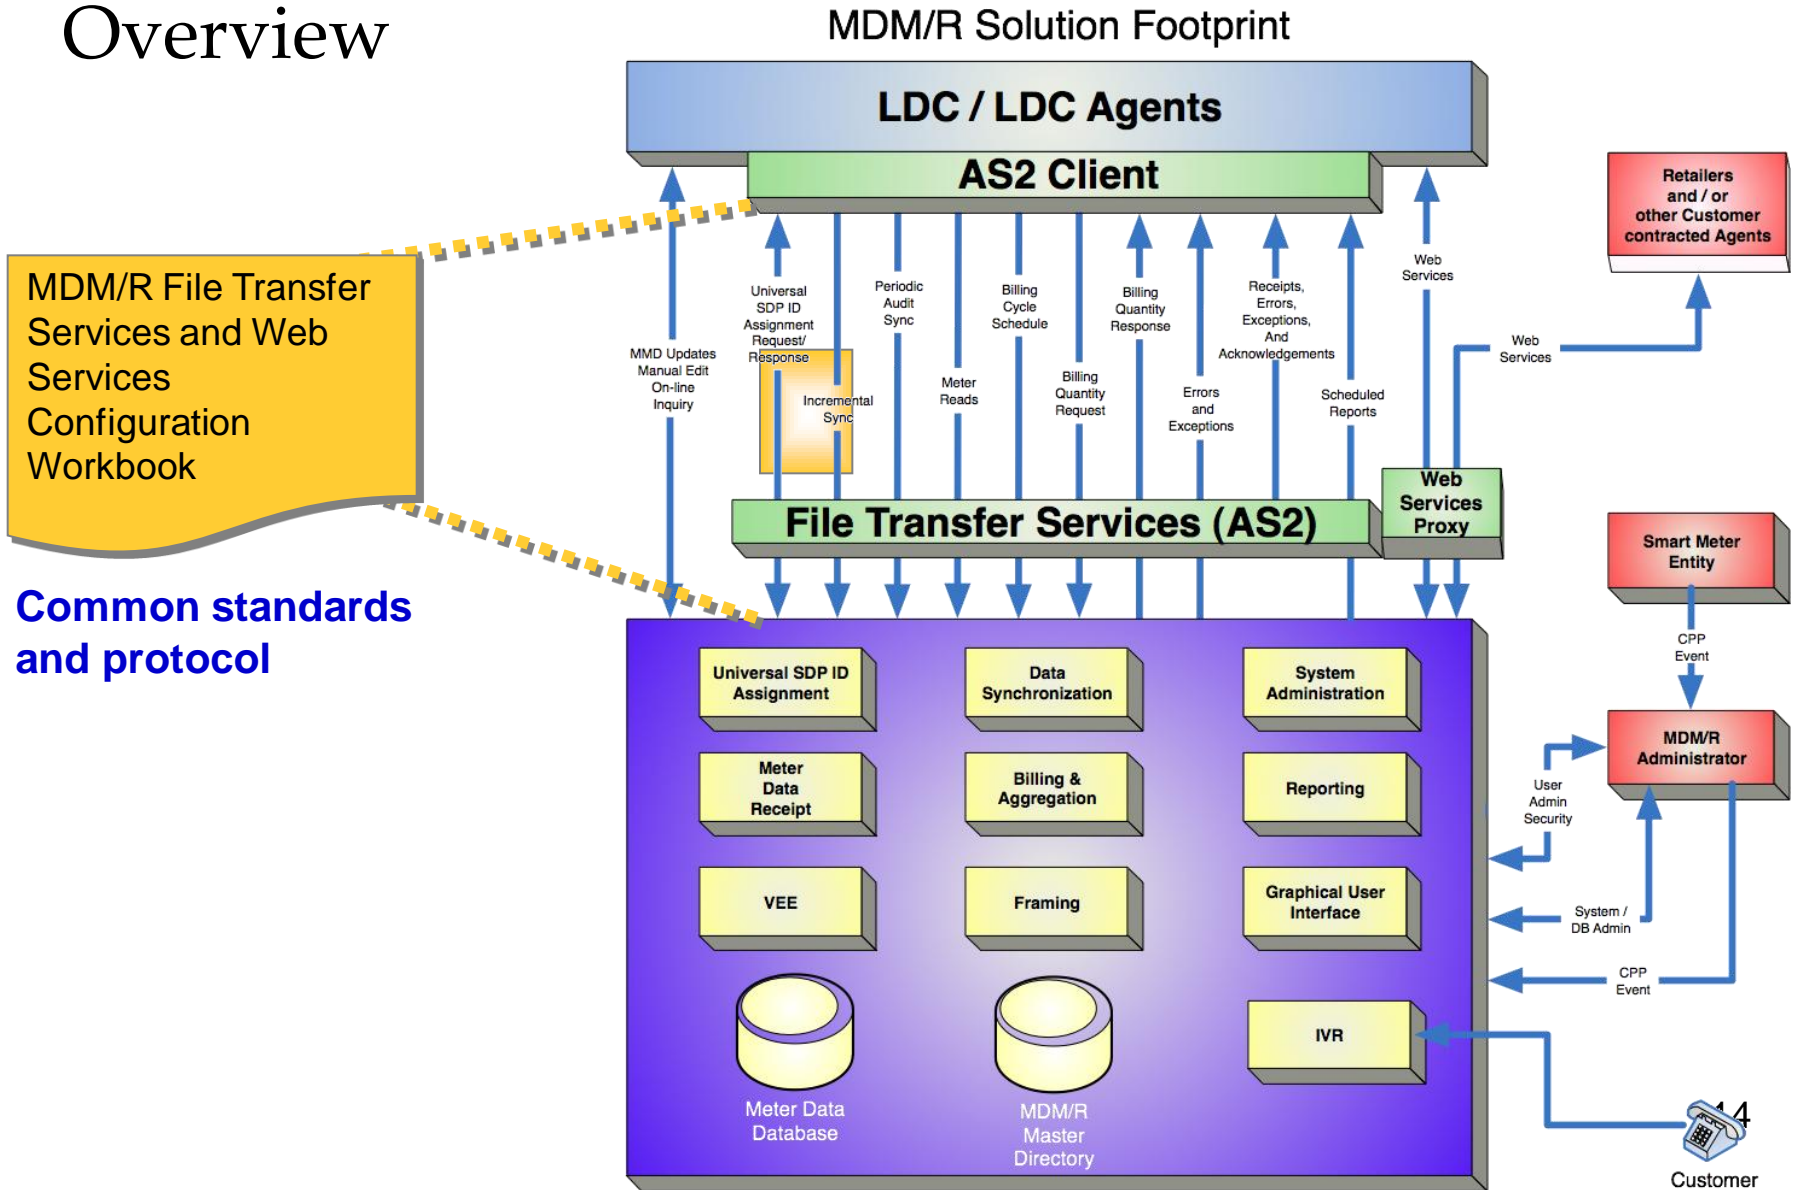 Overview
MDM/R Solution Footprint
LDC / LDC Agents
AS2 Client
MDM/R File Transfer
Services and Web
Services
Configuration
Workbook
Common standards
and protocol
MMD Updates
Manual Edit
On-line
Inquiry
Universal
SDP ID
Assignment
Request/
Response
Incremental
Sync
Periodic
Audit
Sync
Meter
Reads
Billing
Cycle
Schedule
Billing
Quantity
Request
Billing
Quantity
Response
Errors
and
Exceptions
Receipts,
Errors,
Exceptions,
And
Acknowledgements
Scheduled
Reports
Web
Services
Web
Services
Retailers
and / or
other Customer
contracted Agents
File Transfer Services (AS2)
Web
Services
Proxy
Smart Meter
Entity
CPP
Event
MDM/R
Administrator
User
Admin
Security
System /
DB Admin
CPP
Event
Universal SDP ID
Assignment
Data
Synchronization
System
Administration
Meter
Data
Receipt
Billing &
Aggregation
Reporting
VEE
Framing
Graphical User
Interface
Meter Data
Database
MDM/R
Master
Directory
IVR
14
Customer